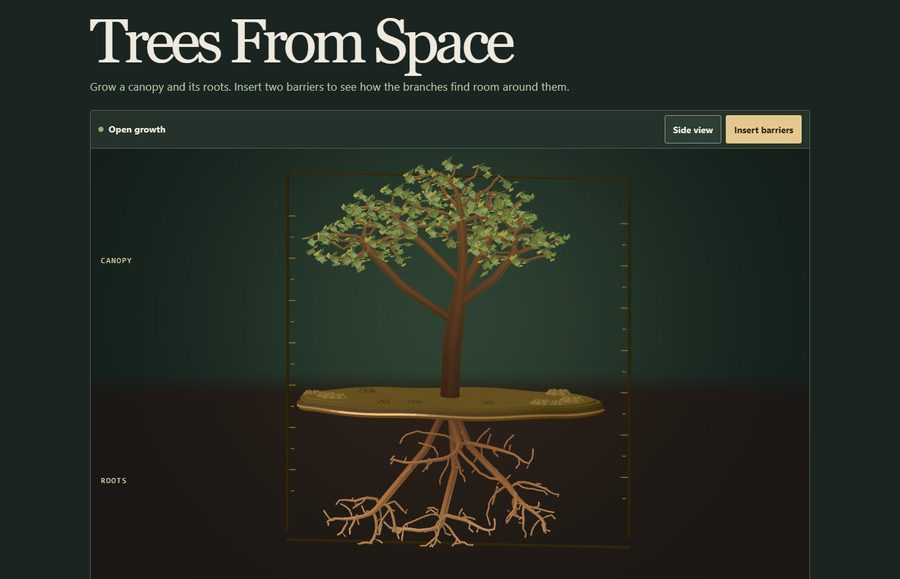 Trees From Space
Grow a canopy and its roots. Insert two barriers to see how the branches find room around them.
Open growth
Side view
Insert barriers
CANOPY
ROOTS